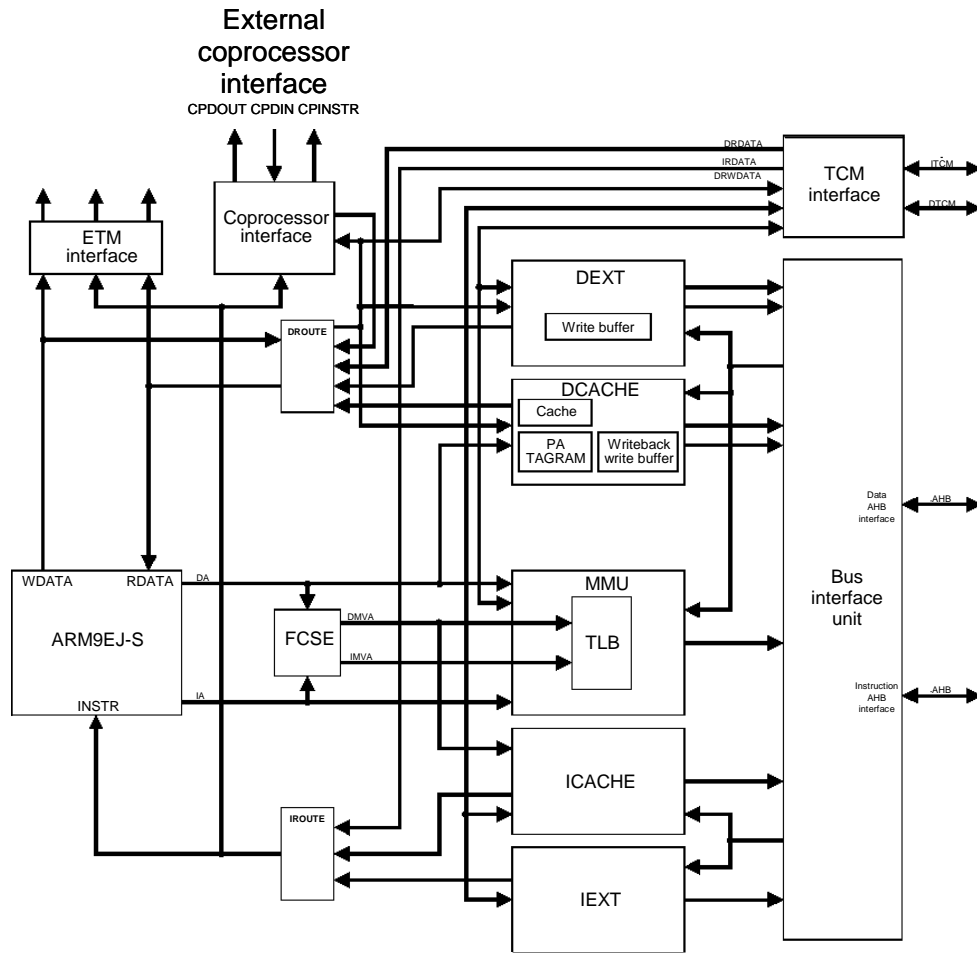 External
coprocessor
interface
CPDOUT CPDIN CPINSTR
DRDATA
IRDATA
DRWDATA
TCM
interface
ITCM
DTCM
Coprocessor
interface
ETM
interface
DROUTE
DEXT
Write buffer
DCACHE
Cache
PA
TAGRAM
Writeback
write buffer
Data
AHB
interface
AHB
WDATA
RDATA
DA
MMU
Bus
interface
unit
ARM9EJ-S
FCSE
DMVA
TLB
IMVA
IA
INSTR
Instruction
AHB
interface
AHB
ICACHE
IROUTE
IEXT